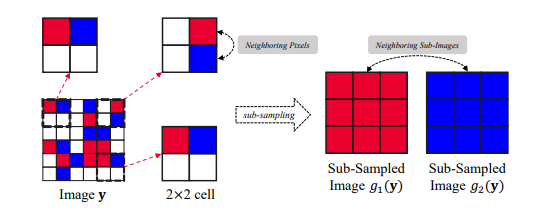 Neighboring Pixels
Neighboring Sub-Images
sub-sampling
Image y
2×2 cell
Sub-Sampled
Image g₁(y)
Sub-Sampled
Image g₂(y)